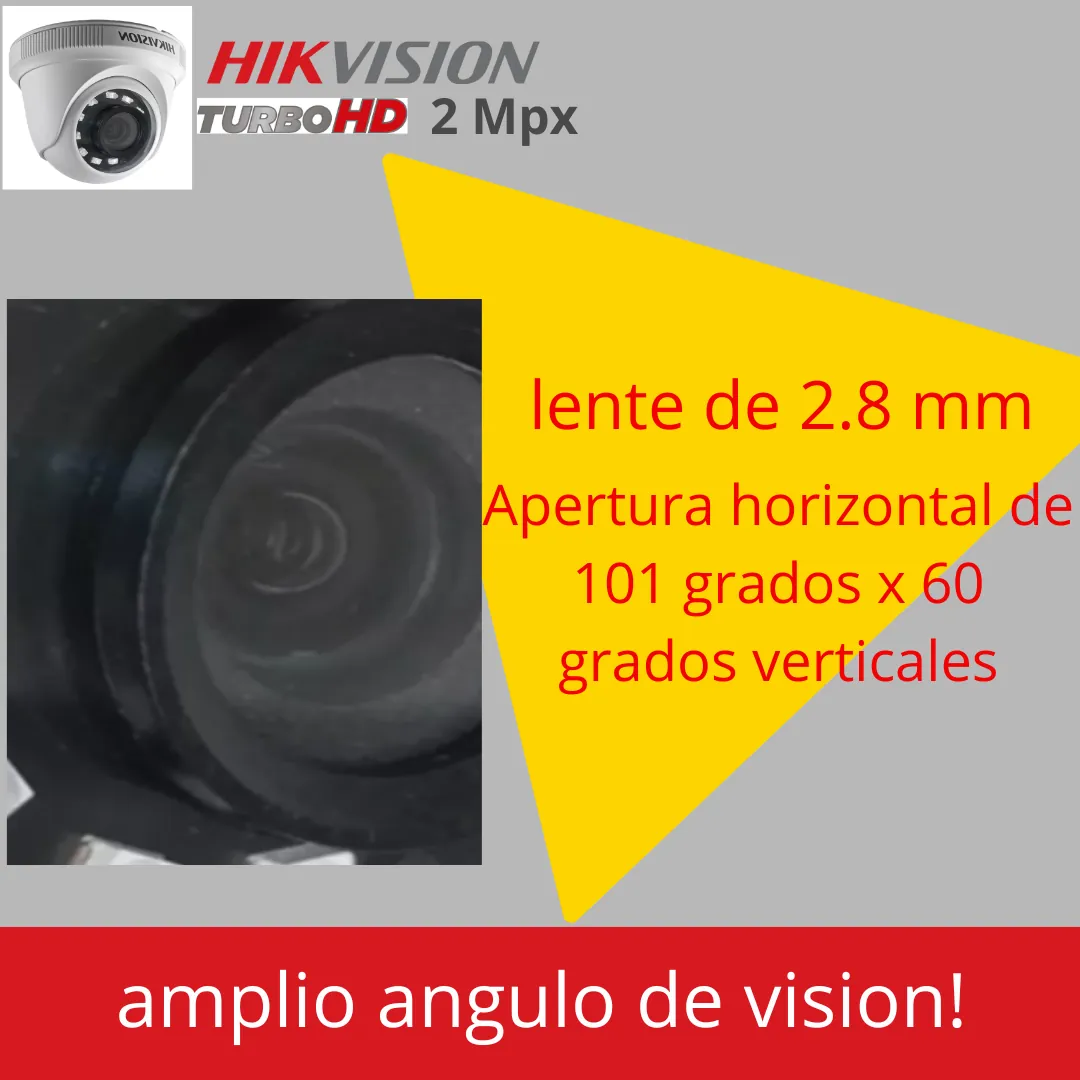 HIKVISION
HIKVISION
TURBOHD 2 Mpx
lente de 2.8 mm
Apertura horizontal de
101 grados x 60
grados verticales
amplio angulo de vision!